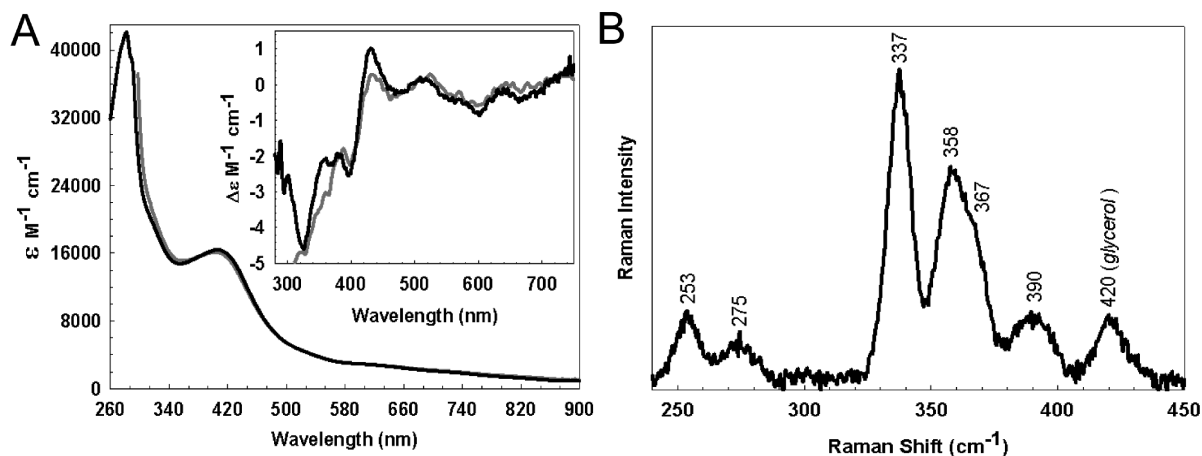 A
B
40000
32000
24000
16000
8000
0
ε M⁻¹ cm⁻¹
260 340 420 500 580 660 740 820 900
Wavelength (nm)
1
0
-1
-2
-3
-4
-5
Δε M⁻¹ cm⁻¹
300 400 500 600 700
Wavelength (nm)
Raman Intensity
253
275
337
358
367
390
420 (glycerol)
250 300 350 400 450
Raman Shift (cm⁻¹)